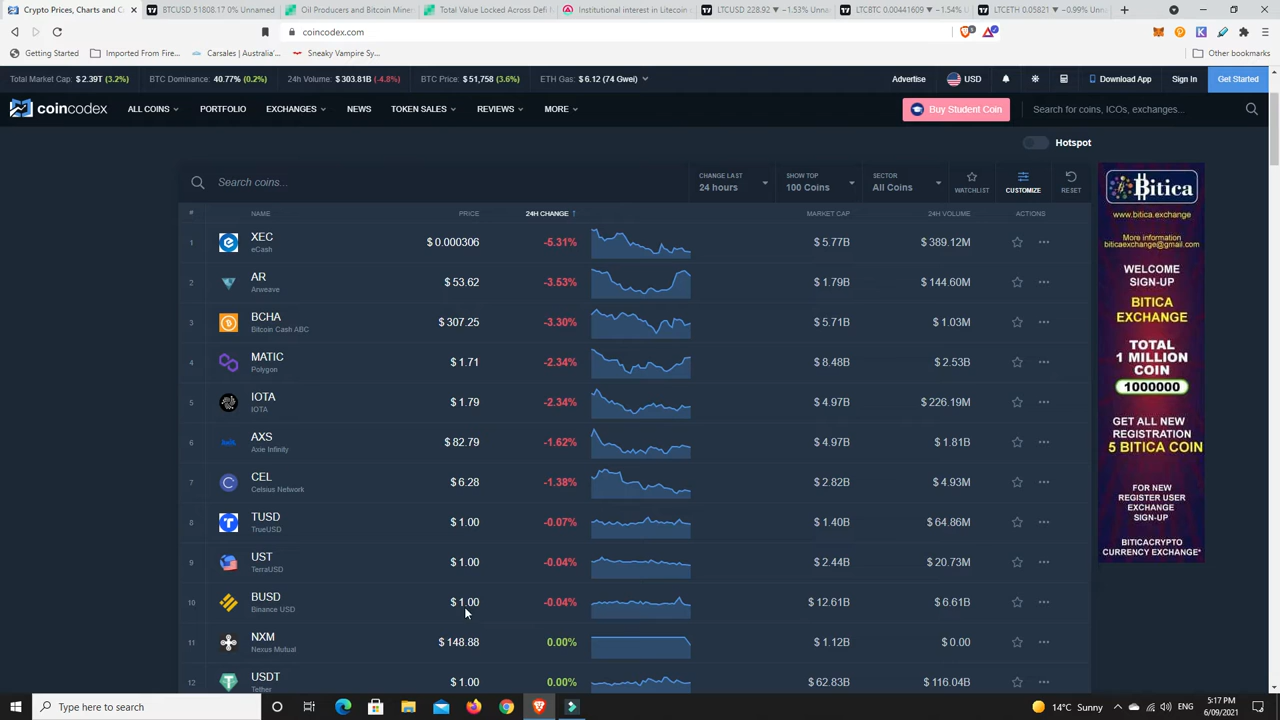 Crypto Prices, Charts and C
BTCUSD 51808.17 0% Unnamed
Oil Producers and Bitcoin Mine
Total Value Locked Across Defi
Institutional interest in Litecoin
LTCUSD 228.92 ▼ −1.53% Unna
LTCBTC 0.00441609 ▼ −1.54% U
LTCETH 0.05821 ▼ −0.99% Unn
coincodex.com
Getting Started
Imported From Fire...
Carsales | Australia'...
Sneaky Vampire Sy...
Other bookmarks
Total Market Cap: $ 2.39T (3.2%)
BTC Dominance: 40.77% (0.2%)
24h Volume: $ 303.81B (-4.8%)
BTC Price: $ 51,758 (3.6%)
ETH Gas: $ 6.12 (74 Gwei)
Advertise
USD
Download App
Sign In
Get Started
coincodex
ALL COINS
PORTFOLIO
EXCHANGES
NEWS
TOKEN SALES
REVIEWS
MORE
Buy Student Coin
Search for coins, ICOs, exchanges...
Hotspot
Search coins...
CHANGE LAST
24 hours
SHOW TOP
100 Coins
SECTOR
All Coins
WATCHLIST
CUSTOMIZE
RESET
# NAME PRICE 24H CHANGE ↑ MARKET CAP 24H VOLUME ACTIONS
1 XEC $ 0.000306 -5.31% $ 5.77B $ 389.12M
eCash
2 AR $ 53.62 -3.53% $ 1.79B $ 144.60M
Arweave
3 BCHA $ 307.25 -3.30% $ 5.71B $ 1.03M
Bitcoin Cash ABC
4 MATIC $ 1.71 -2.34% $ 8.48B $ 2.53B
Polygon
5 IOTA $ 1.79 -2.34% $ 4.97B $ 226.19M
IOTA
6 AXS $ 82.79 -1.62% $ 4.97B $ 1.81B
Axie Infinity
7 CEL $ 6.28 -1.38% $ 2.82B $ 4.93M
Celsius Network
8 TUSD $ 1.00 -0.07% $ 1.40B $ 64.86M
TrueUSD
9 UST $ 1.00 -0.04% $ 2.44B $ 20.73M
TerraUSD
10 BUSD $ 1.00 -0.04% $ 12.61B $ 6.61B
Binance USD
11 NXM $ 148.88 0.00% $ 1.12B $ 0.00
Nexus Mutual
12 USDT $ 1.00 0.00% $ 62.83B $ 116.04B
Tether
Bitica
www.bitica.exchange
More information
biticaexchange@gmail.com
WELCOME
SIGN-UP
BITICA
EXCHANGE
TOTAL
1 MILLION
COIN
1000000
GET ALL NEW
REGISTRATION
5 BITICA COIN
FOR NEW
REGISTER USER
EXCHANGE
SIGN-UP
BITICACRYPTO
CURRENCY EXCHANGE*
Type here to search
14°C Sunny
5:17 PM
6/09/2021